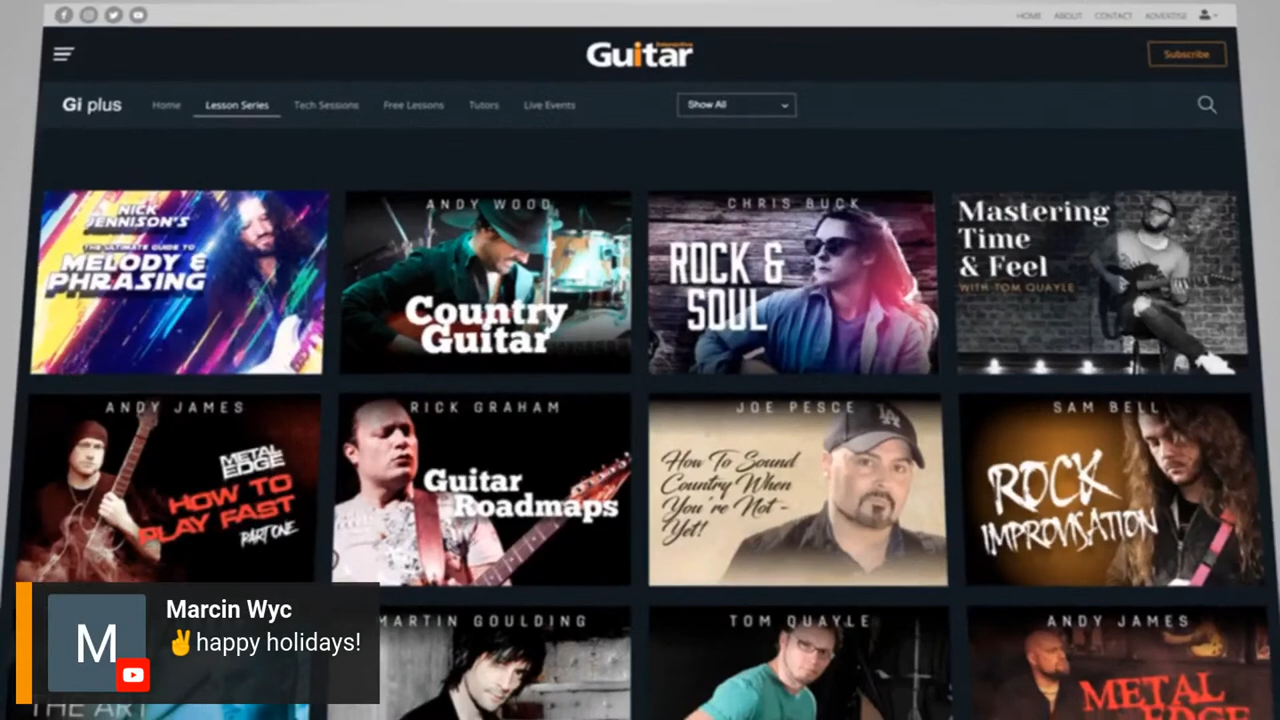 HOME ABOUT CONTACT ADVERTISE
Guitar
Interactive
Subscribe
Gi plus Home Lesson Series Tech Sessions Free Lessons Tutors Live Events Show All
NICK
JENNISON'S
THE ULTIMATE GUIDE TO
MELODY &
PHRASING
ANDY WOOD
Country
Guitar
CHRIS BUCK
ROCK &
SOUL
Mastering
Time
& Feel
WITH TOM QUAYLE
ANDY JAMES
METAL
EDGE
HOW TO
PLAY FAST
PART ONE
RICK GRAHAM
Guitar
Roadmaps
JOE PESCE
How To Sound
Country When
You're Not -
Yet!
LA
SAM BELL
ROCK
IMPROVISATION
M
Marcin Wyc
✌️happy holidays!
THE ART
MARTIN GOULDING
TOM QUAYLE
ANDY JAMES
METAL
EDGE